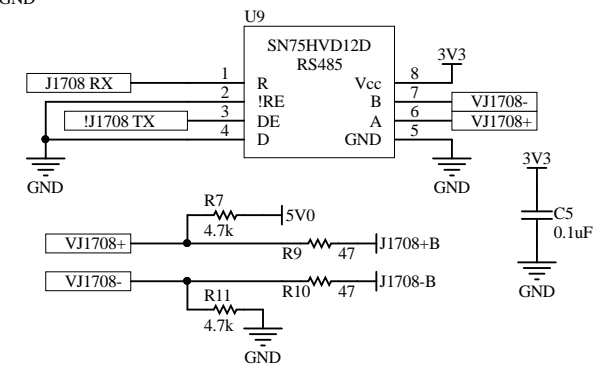 GND
U9
SN75HVD12D
RS485
3V3
J1708 RX
1
R
Vcc
8
2
!RE
B
7
VJ1708-
!J1708 TX
3
DE
A
6
VJ1708+
4
D
GND
5
GND
GND
3V3
R7
5V0
4.7k
C5
0.1uF
VJ1708+
J1708+B
R9
47
VJ1708-
J1708-B
R11
R10
47
4.7k
GND
GND